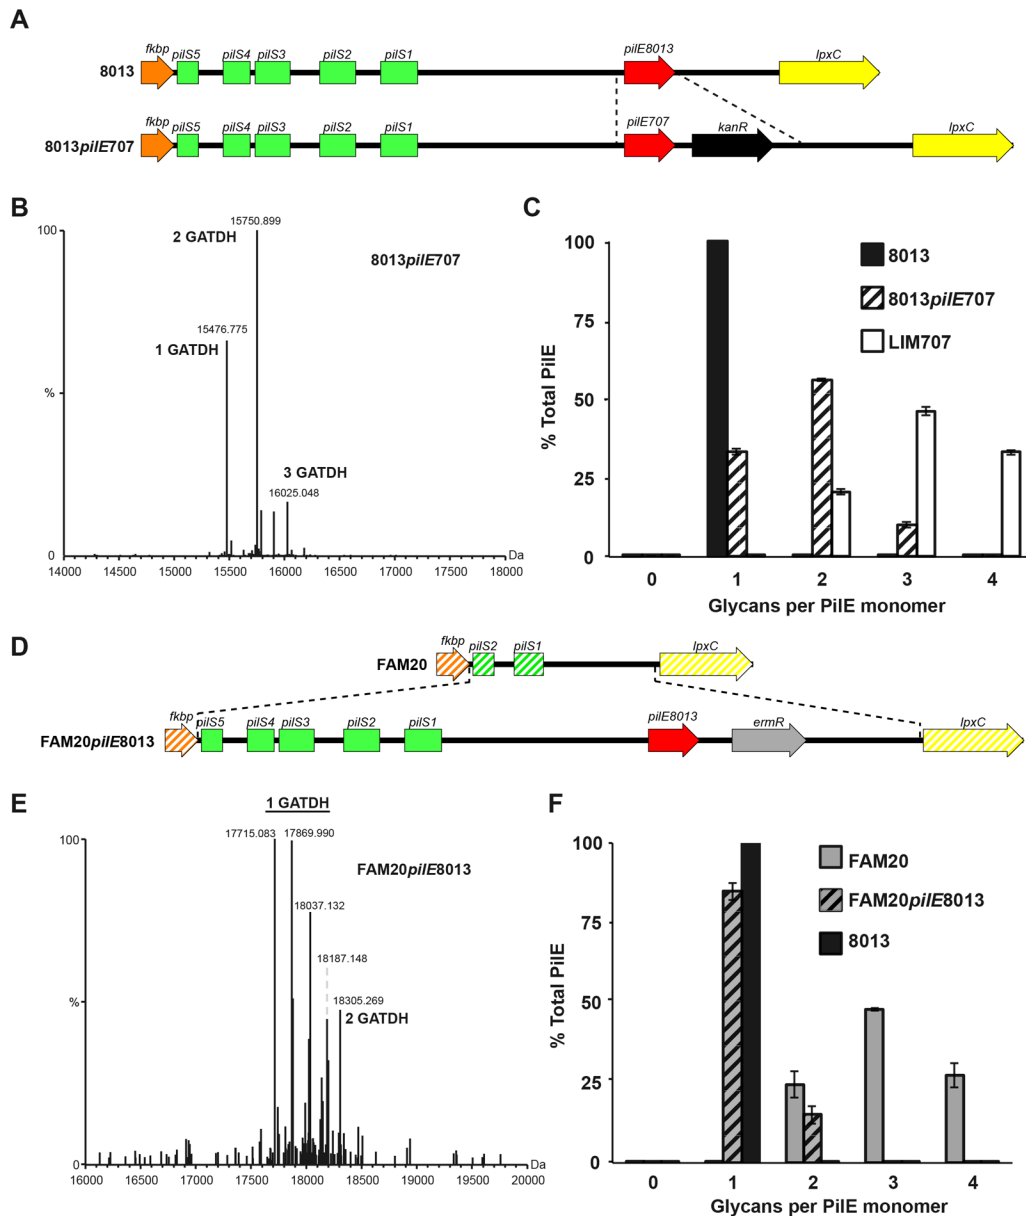 A
fkbp pilS5 pilS4 pilS3 pilS2 pilS1 pilE8013 lpxC
8013
fkbp pilS5 pilS4 pilS3 pilS2 pilS1 pilE707 kanR lpxC
8013pilE707
B
15750.899
100
2 GATDH
8013pilE707
15476.775
1 GATDH
%
3 GATDH
16025.048
0
Da
14000 14500 15000 15500 16000 16500 17000 17500 18000
C
100
8013
75
8013pilE707
LIM707
% Total PilE
50
25
0
0 1 2 3 4
Glycans per PilE monomer
D
fkbp pilS2 pilS1 lpxC
FAM20
fkbp pilS5 pilS4 pilS3 pilS2 pilS1 pilE8013 ermR lpxC
FAM20pilE8013
E
1 GATDH
100
17715.083 17869.990
FAM20pilE8013
18037.132
18187.148
%
18305.269
2 GATDH
0
Da
16000 16500 17000 17500 18000 18500 19000 19500 20000
F
100
FAM20
75
FAM20pilE8013
8013
% Total PilE
50
25
0
0 1 2 3 4
Glycans per PilE monomer